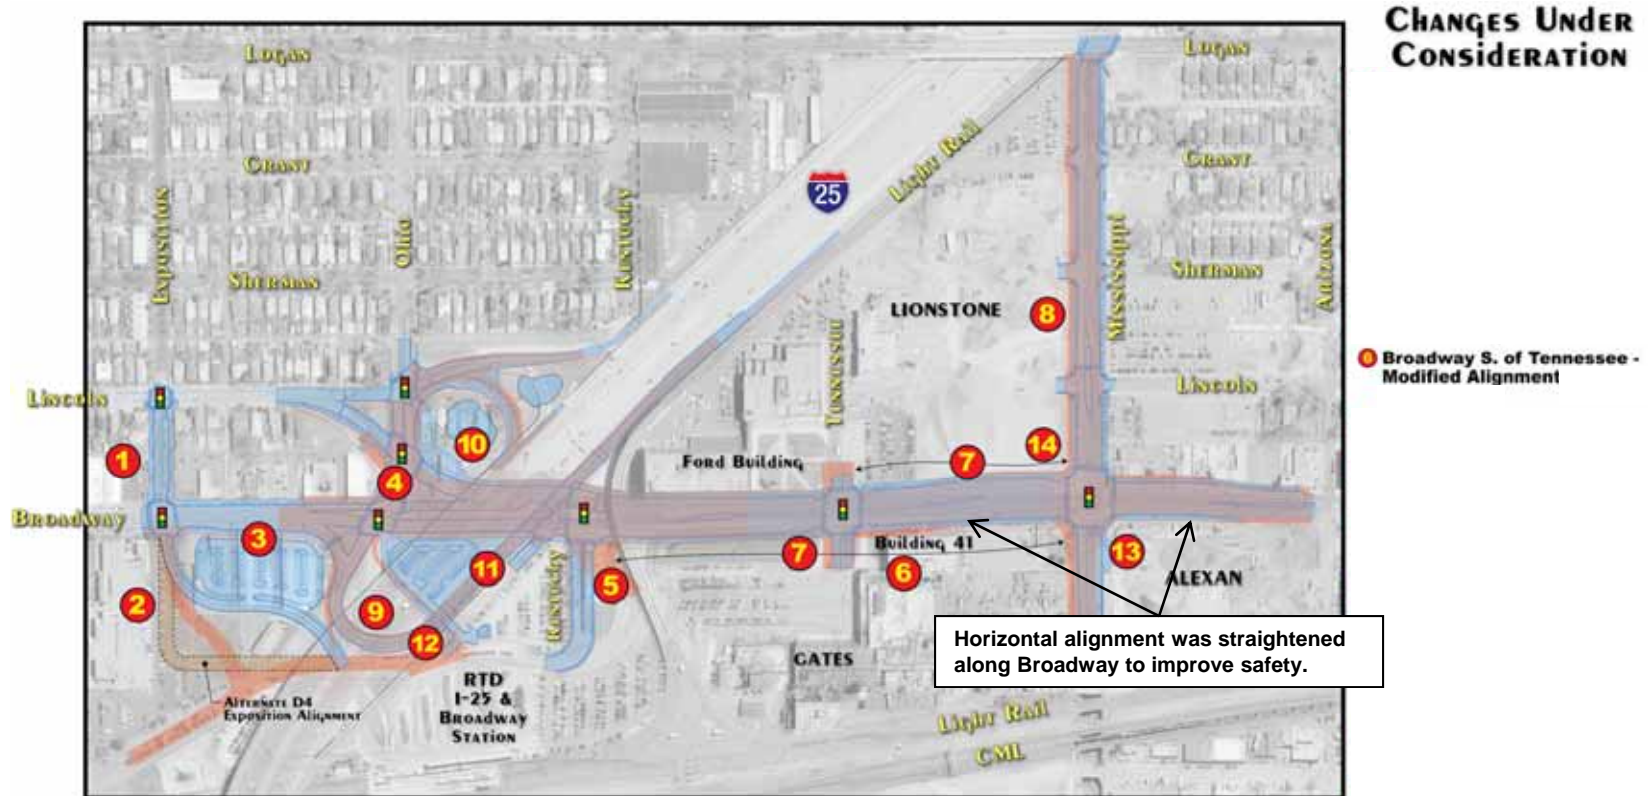 CHANGES UNDER
CONSIDERATION
LOGAN
LOGAN
GRANT
Light Rail
GRANT
25
EXPOSITION
OHIO
KENTUCKY
MISSISSIPPI
ARIZONA
SHERMAN
SHERMAN
LIONSTONE
8
TENNESSEE
6 Broadway S. of Tennessee -
Modified Alignment
LINCOLN
LINCOLN
1
10
4
Ford Building
7
14
BROADWAY
3
11
7
Building 41
13
2
9
5
6
ALEXAN
12
KENTUCKY
Horizontal alignment was straightened
along Broadway to improve safety.
GATES
RTD
I-25 &
BROADWAY
STATION
ALTERNATE D4
EXPOSITION ALIGNMENT
Light Rail
CML